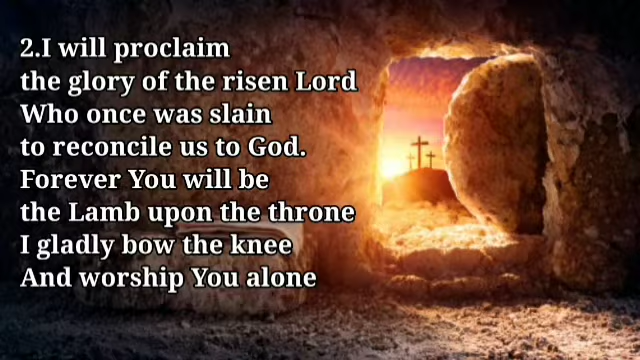 2.I will proclaim
the glory of the risen Lord
Who once was slain
to reconcile us to God.
Forever You will be
the Lamb upon the throne
I gladly bow the knee
And worship You alone